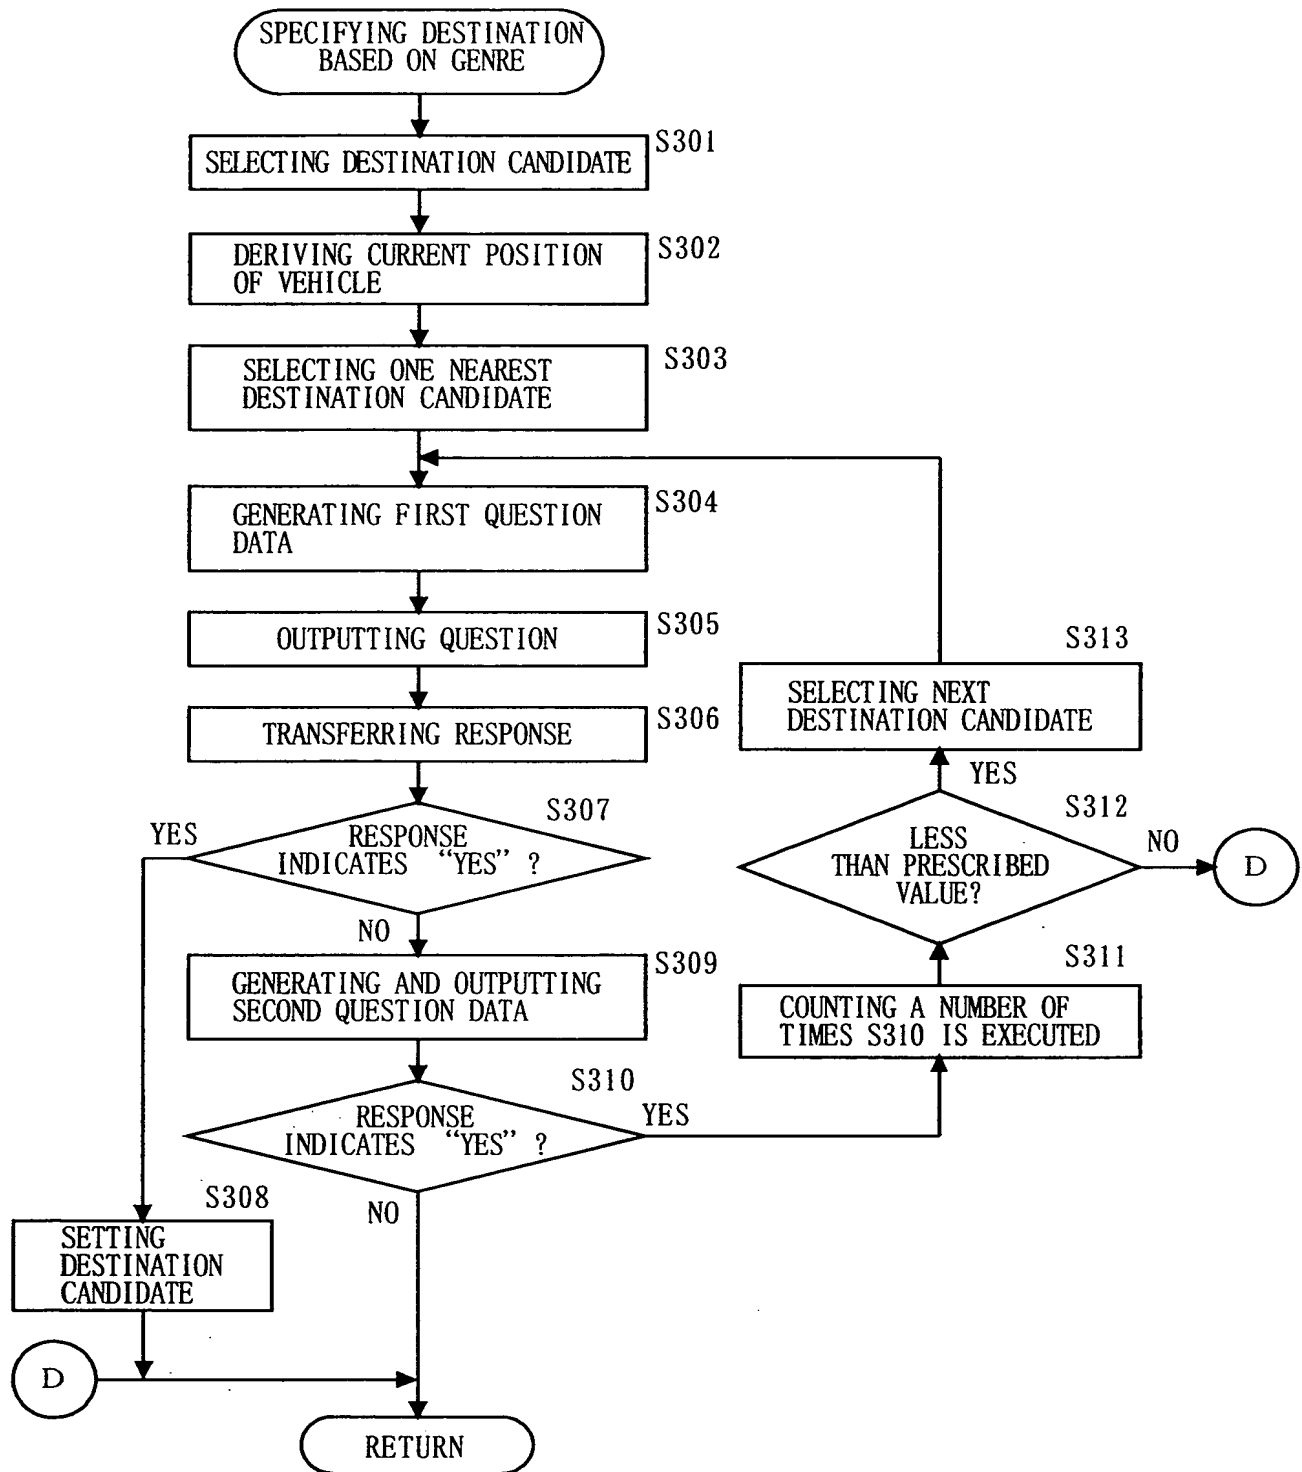 SPECIFYING DESTINATION
BASED ON GENRE
S301
SELECTING DESTINATION CANDIDATE
S302
DERIVING CURRENT POSITION
OF VEHICLE
S303
SELECTING ONE NEAREST
DESTINATION CANDIDATE
S304
GENERATING FIRST QUESTION
DATA
S305
OUTPUTTING QUESTION
S306
TRANSFERRING RESPONSE
S307
YES
RESPONSE
INDICATES “YES” ?
NO
S309
GENERATING AND OUTPUTTING
SECOND QUESTION DATA
S310
RESPONSE
INDICATES “YES” ?
YES
NO
S308
SETTING
DESTINATION
CANDIDATE
D
RETURN
S313
SELECTING NEXT
DESTINATION CANDIDATE
YES
S312
LESS
THAN PRESCRIBED
VALUE?
NO
D
S311
COUNTING A NUMBER OF
TIMES S310 IS EXECUTED